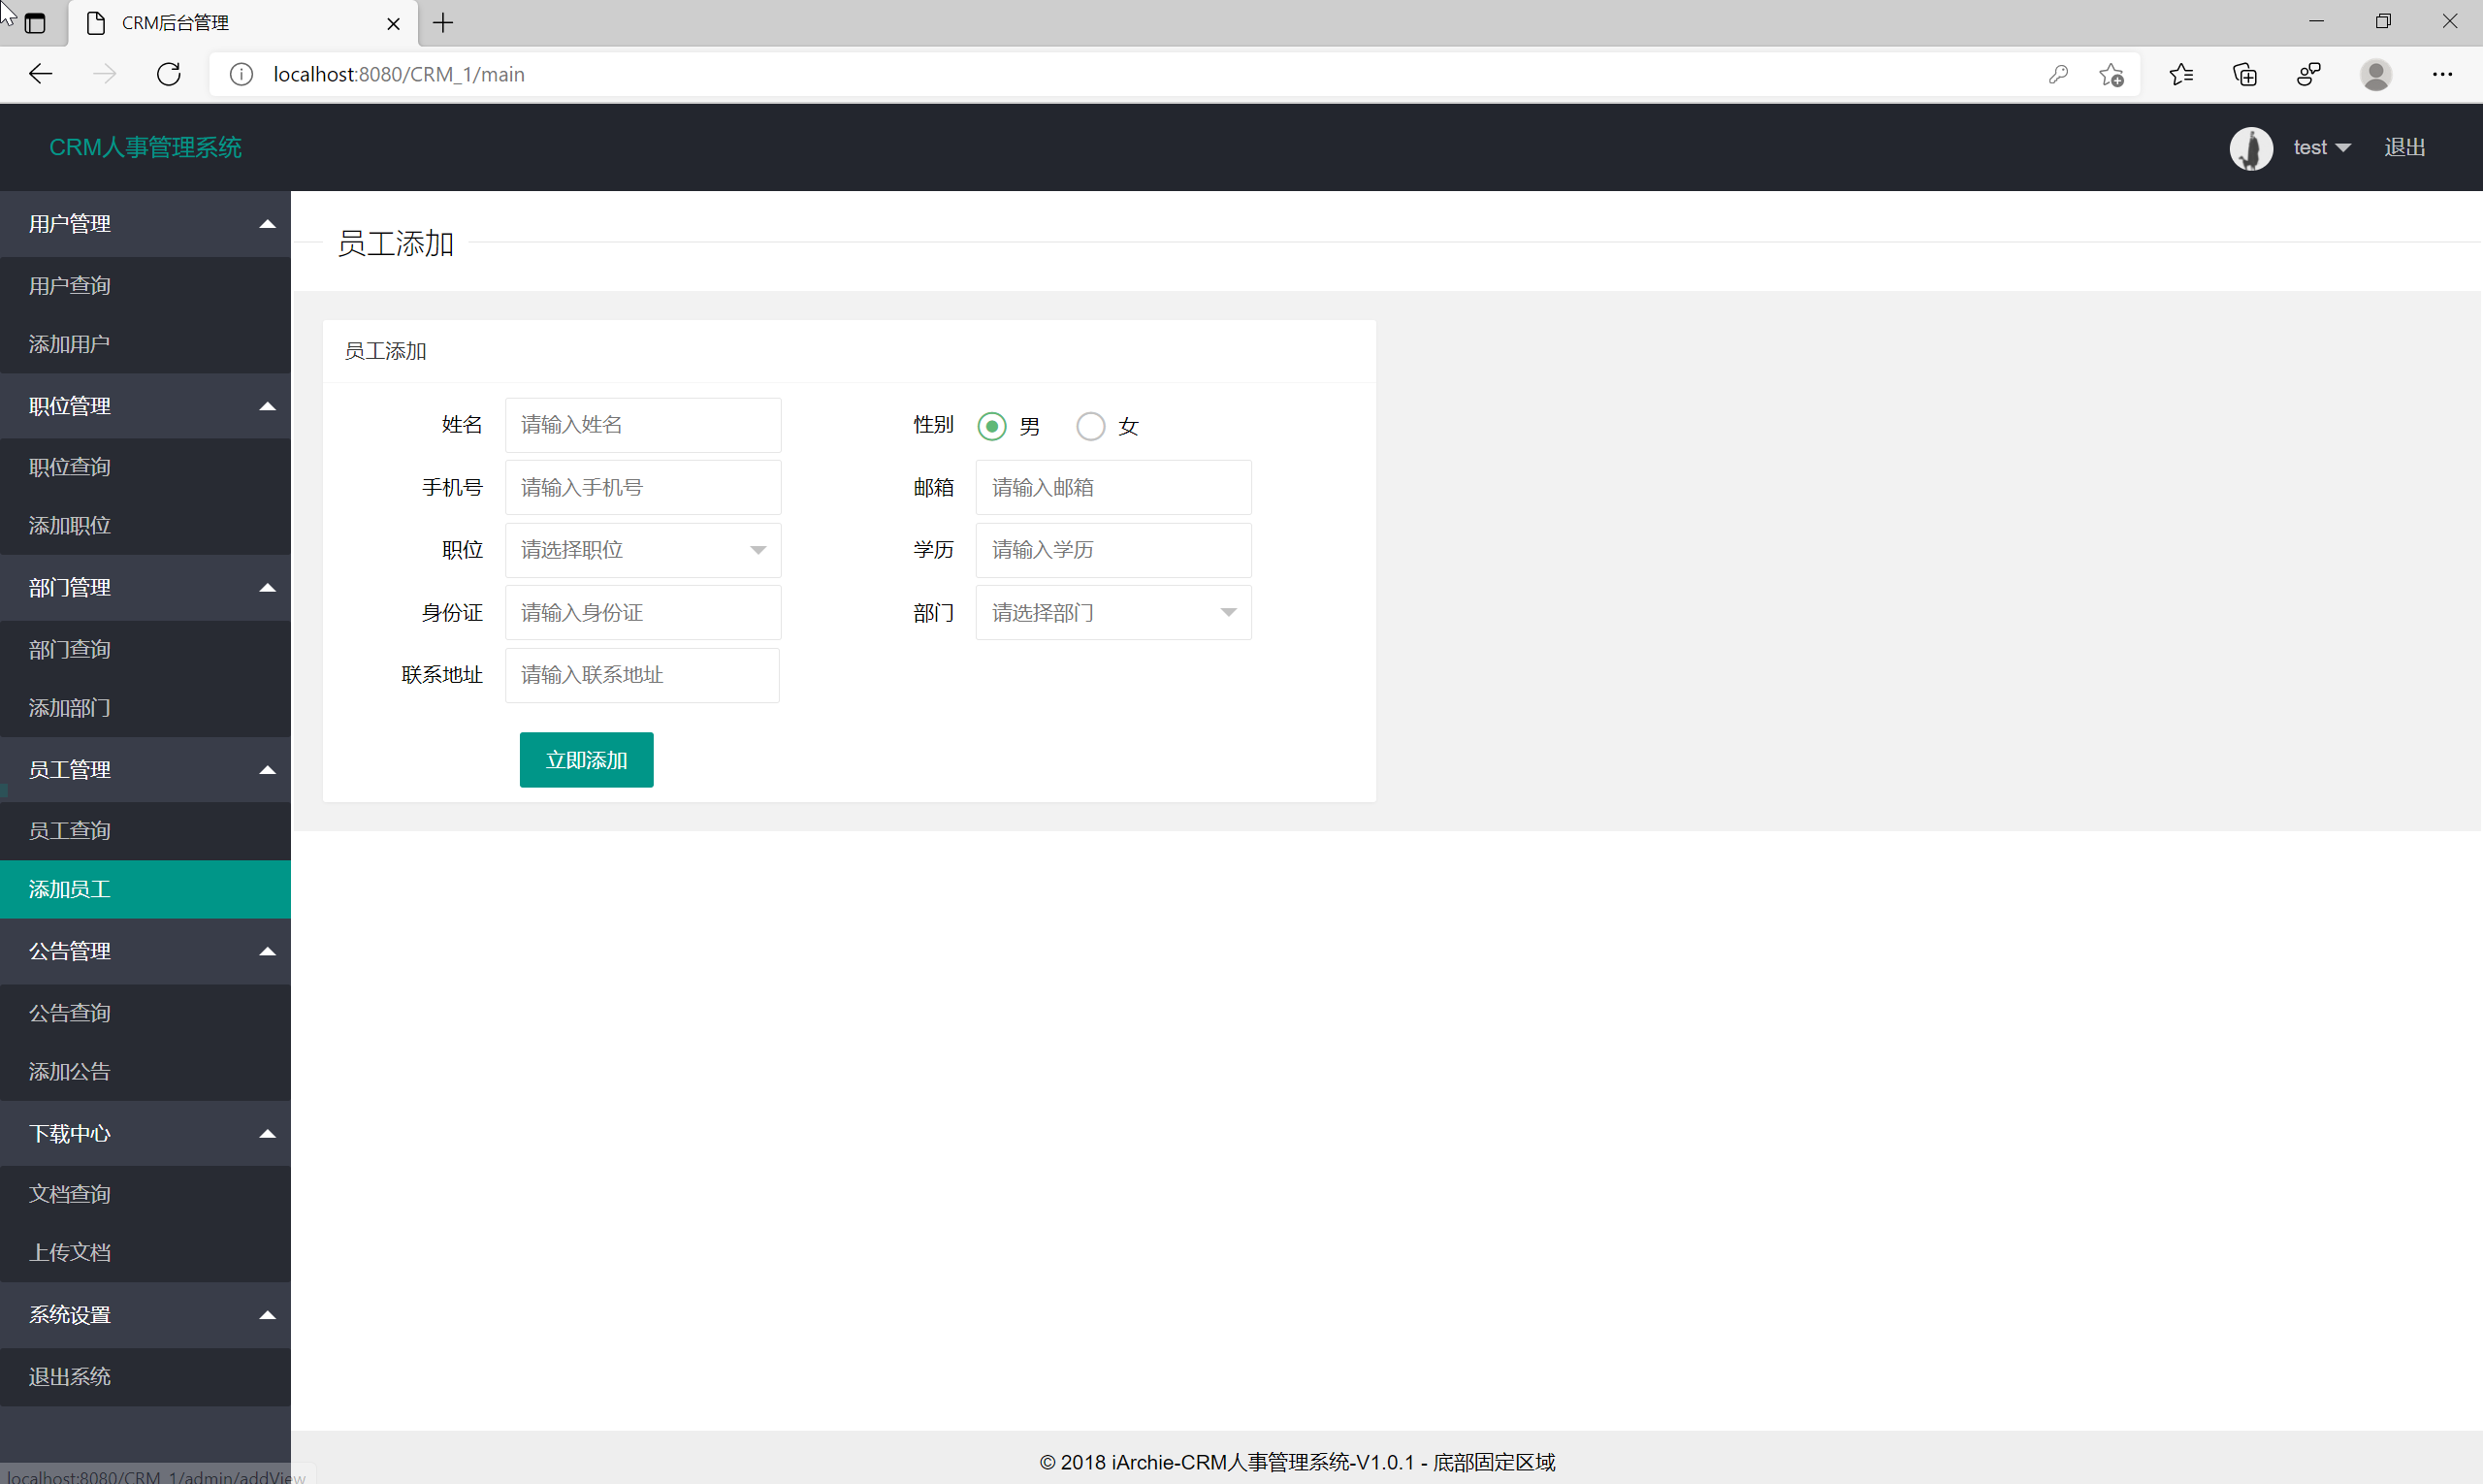 CRM后台管理
localhost:8080/CRM_1/main
CRM人事管理系统
test
退出
用户管理
用户查询
添加用户
职位管理
职位查询
添加职位
部门管理
部门查询
添加部门
员工管理
员工查询
添加员工
公告管理
公告查询
添加公告
下载中心
文档查询
上传文档
系统设置
退出系统
员工添加
员工添加
姓名 请输入姓名 性别 男 女
手机号 请输入手机号 邮箱 请输入邮箱
职位 请选择职位 学历 请输入学历
身份证 请输入身份证 部门 请选择部门
联系地址 请输入联系地址
立即添加
© 2018 iArchie-CRM人事管理系统-V1.0.1 - 底部固定区域
localhost:8080/CRM_1/admin/addView